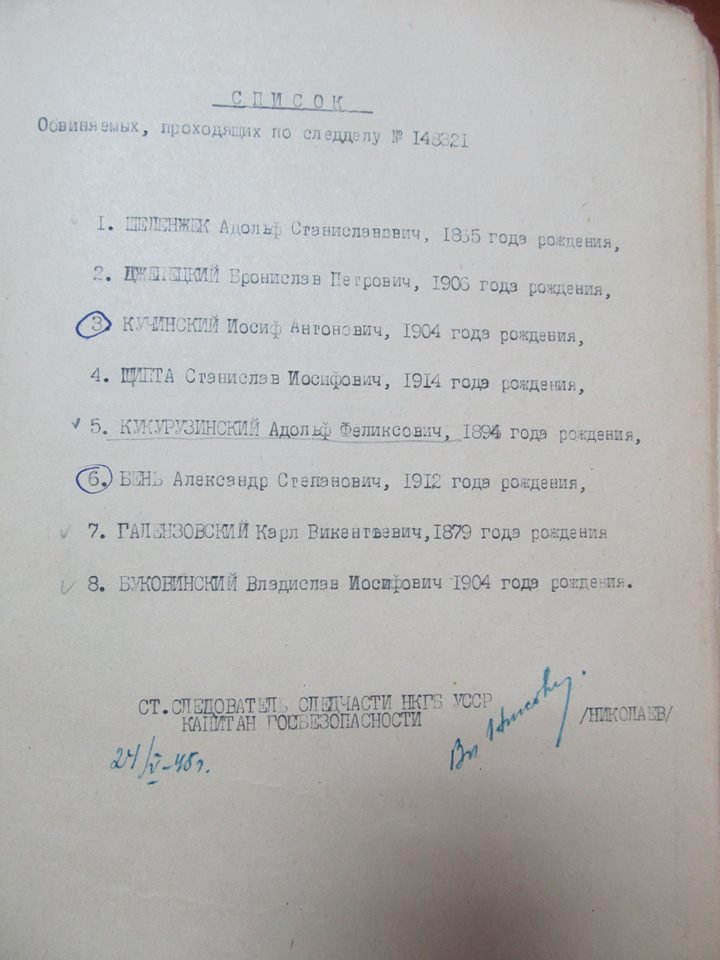 СПИСОК
Обвиняемых, проходящих по следделу № 148321
1. ШЕЛЕНЖЕК Адольф Станиславович, 1865 года рождения,
2. ДЖЕПЕЦКИЙ Бронислав Петрович, 1906 года рождения,
3. КУЧИНСКИЙ Иосиф Антонович, 1904 года рождения,
4. ЩИПТА Станислав Иосифович, 1914 года рождения,
5. КУКУРУЗИНСКИЙ Адольф Феликсович, 1894 года рождения,
6. БЕНЬ Александр Степанович, 1912 года рождения,
7. ГАЛЕНЗОВСКИЙ Карл Викентьевич,1879 года рождения
8. БУКОВИНСКИЙ Владислав Иосифович 1904 года рождения.
СТ.СЛЕДОВАТЕЛЬ СЛЕДЧАСТИ НКГБ УССР
КАПИТАН ГОСБЕЗОПАСНОСТИ
/НИКОЛАЕВ/
24/V-45г.